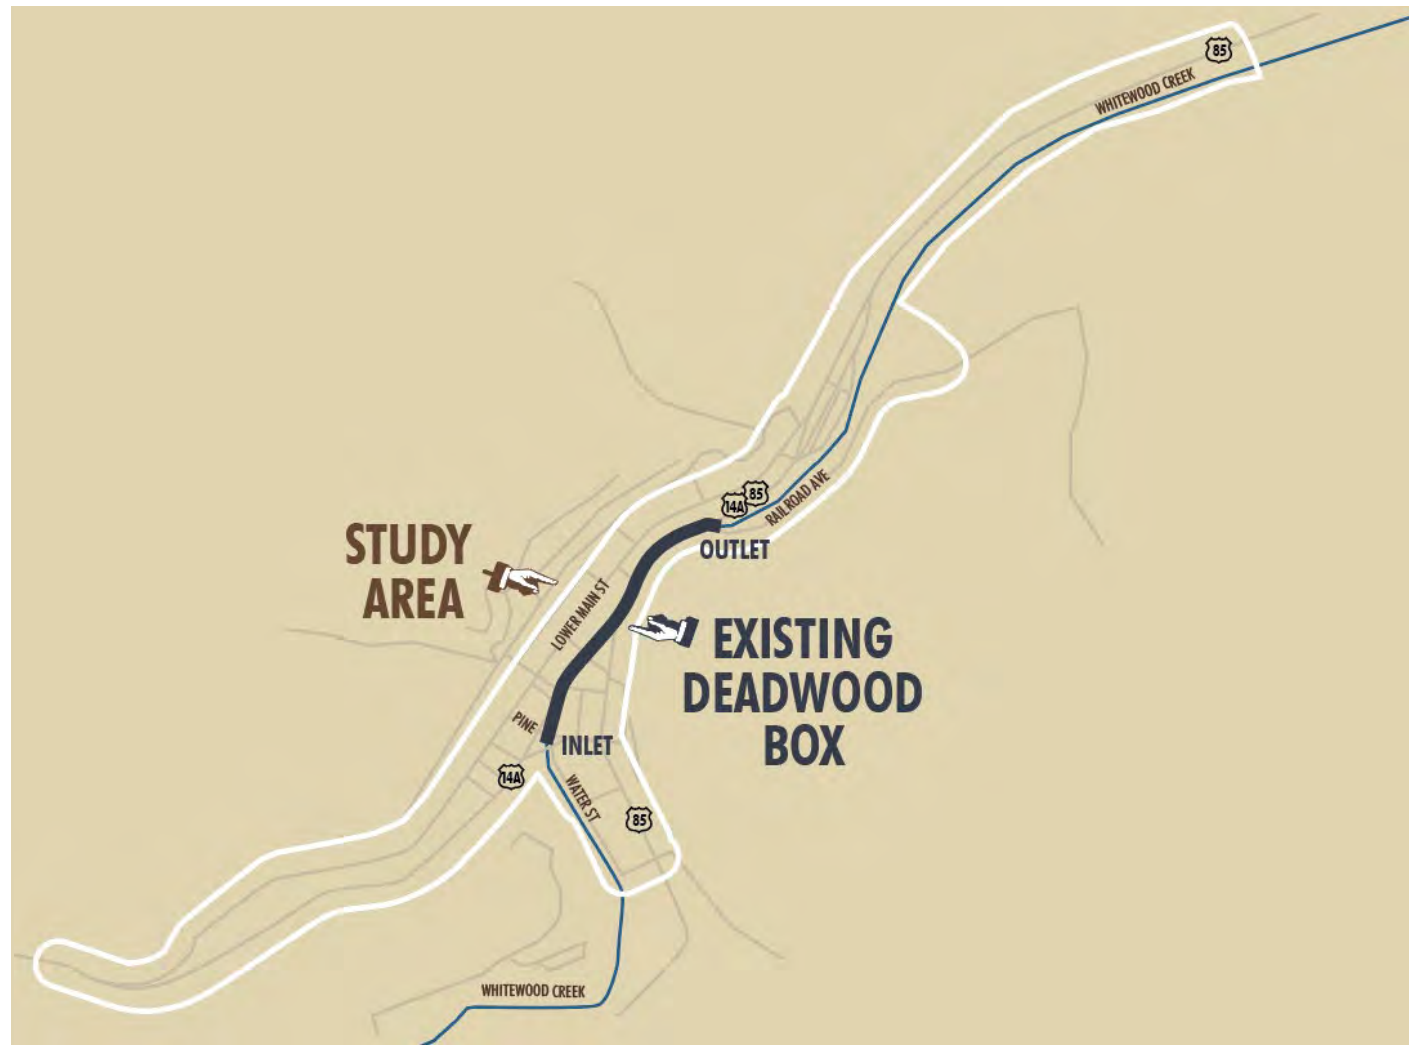 85
WHITEWOOD CREEK
85
14A
RAILROAD AVE
OUTLET
STUDY
AREA
LOWER MAIN ST
EXISTING
DEADWOOD
BOX
PINE
INLET
14A
WATER ST
85
WHITEWOOD CREEK